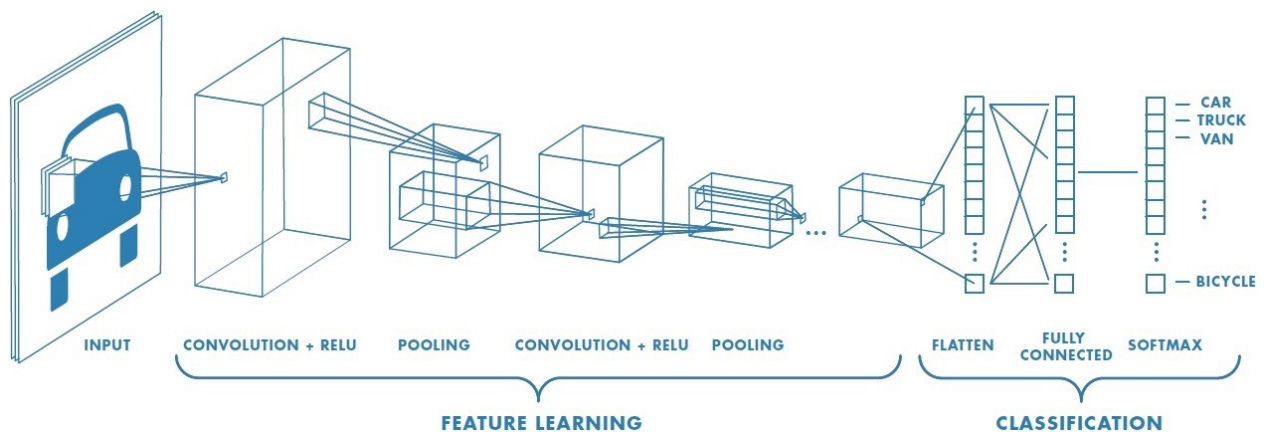 CAR
TRUCK
VAN
BICYCLE
INPUT
CONVOLUTION + RELU
POOLING
CONVOLUTION + RELU
POOLING
FLATTEN
FULLY
CONNECTED
SOFTMAX
FEATURE LEARNING
CLASSIFICATION